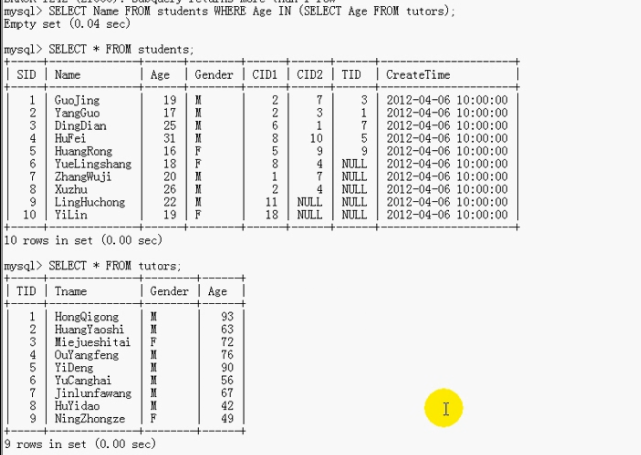 Subquery returns more than 1 row
mysql> SELECT Name FROM students WHERE Age IN (SELECT Age FROM tutors);
Empty set (0.04 sec)
mysql> SELECT * FROM students;
| SID | Name | Age | Gender | CID1 | CID2 | TID | CreateTime |
| 1 | GuoJing | 19 | M | 2 | 7 | 3 | 2012-04-06 10:00:00 |
| 2 | YangGuo | 17 | M | 2 | 3 | 1 | 2012-04-06 10:00:00 |
| 3 | DingDian | 25 | M | 6 | 1 | 7 | 2012-04-06 10:00:00 |
| 4 | HuFei | 31 | M | 8 | 10 | 5 | 2012-04-06 10:00:00 |
| 5 | HuangRong | 16 | F | 5 | 9 | 9 | 2012-04-06 10:00:00 |
| 6 | YueLingshang | 18 | F | 8 | 4 | NULL | 2012-04-06 10:00:00 |
| 7 | ZhangWuji | 20 | M | 1 | 7 | NULL | 2012-04-06 10:00:00 |
| 8 | Xuzhu | 26 | M | 2 | 4 | NULL | 2012-04-06 10:00:00 |
| 9 | LingHuchong | 22 | M | 11 | NULL | NULL | 2012-04-06 10:00:00 |
| 10 | YiLin | 19 | F | 18 | NULL | NULL | 2012-04-06 10:00:00 |
10 rows in set (0.00 sec)
mysql> SELECT * FROM tutors;
| TID | Tname | Gender | Age |
| 1 | HongQigong | M | 93 |
| 2 | HuangYaoshi | M | 63 |
| 3 | Miejueshitai | F | 72 |
| 4 | OuYangfeng | M | 76 |
| 5 | YiDeng | M | 90 |
| 6 | YuCanghai | M | 56 |
| 7 | Jinlunfawang | M | 67 |
| 8 | HuYidao | M | 42 |
| 9 | NingZhongze | F | 49 |
9 rows in set (0.00 sec)